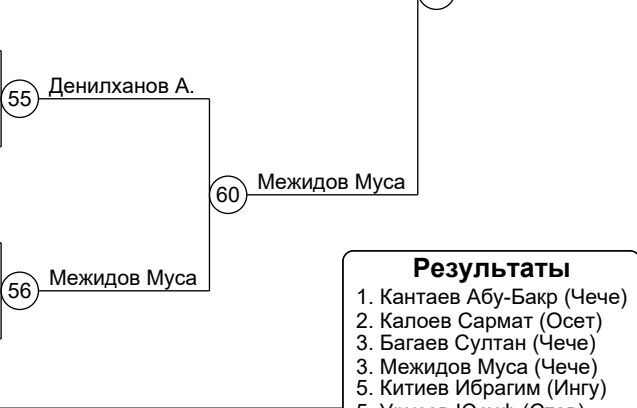 55
Денилханов А.
60
Межидов Муса
56
Межидов Муса
Результаты
1. Кантаев Абу-Бакр (Чече)
2. Калоев Сармат (Осет)
3. Багаев Султан (Чече)
3. Межидов Муса (Чече)
5. Китиев Ибрагим (Ингу)